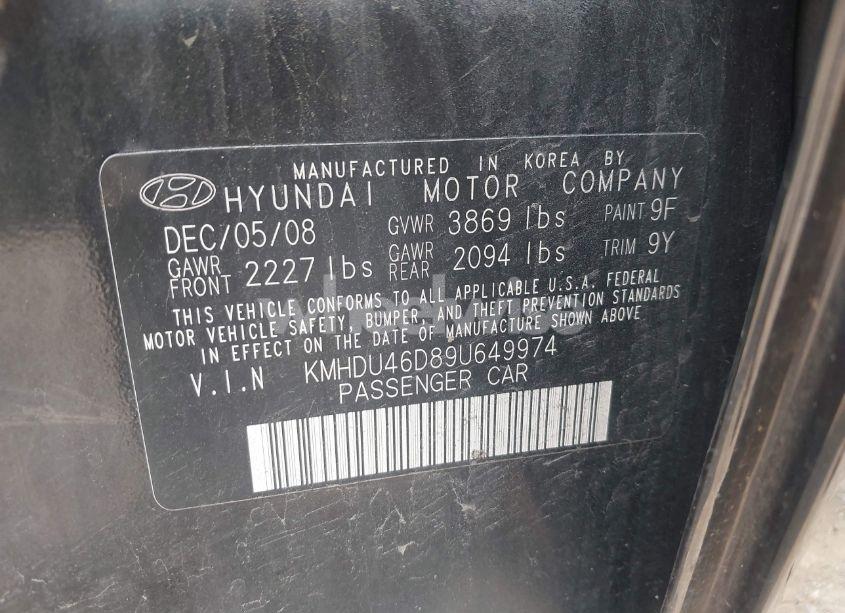 MANUFACTURED IN KOREA BY
HYUNDAI MOTOR COMPANY
DEC/05/08 GVWR 3869 lbs PAINT 9F
GAWR FRONT 2227 lbs GAWR REAR 2094 lbs TRIM 9Y
THIS VEHICLE CONFORMS TO ALL APPLICABLE U.S.A. FEDERAL
MOTOR VEHICLE SAFETY, BUMPER, AND THEFT PREVENTION STANDARDS
IN EFFECT ON THE DATE OF MANUFACTURE SHOWN ABOVE
V.I.N KMHDU46D89U649974
PASSENGER CAR